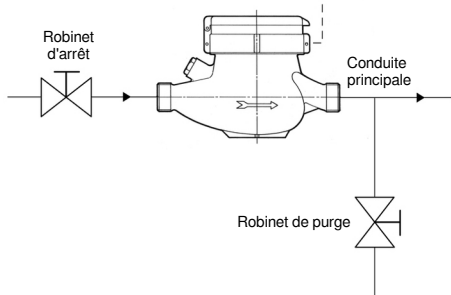 Robinet
d'arrêt
Conduite
principale
Robinet de purge